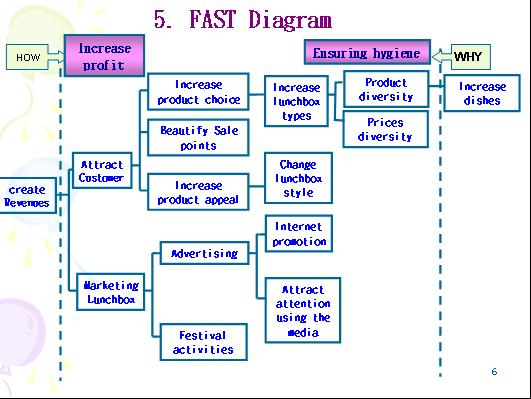 5. FAST Diagram
HOW
Increase
profit
Ensuring hygiene
WHY
Increase
product choice
Increase
lunchbox
types
Product
diversity
Increase
dishes
Prices
diversity
Beautify Sale
points
Attract
Customer
Change
lunchbox
style
Increase
product appeal
create
Revenues
Internet
promotion
Advertising
Marketing
Lunchbox
Attract
attention
using the
media
Festival
activities
6